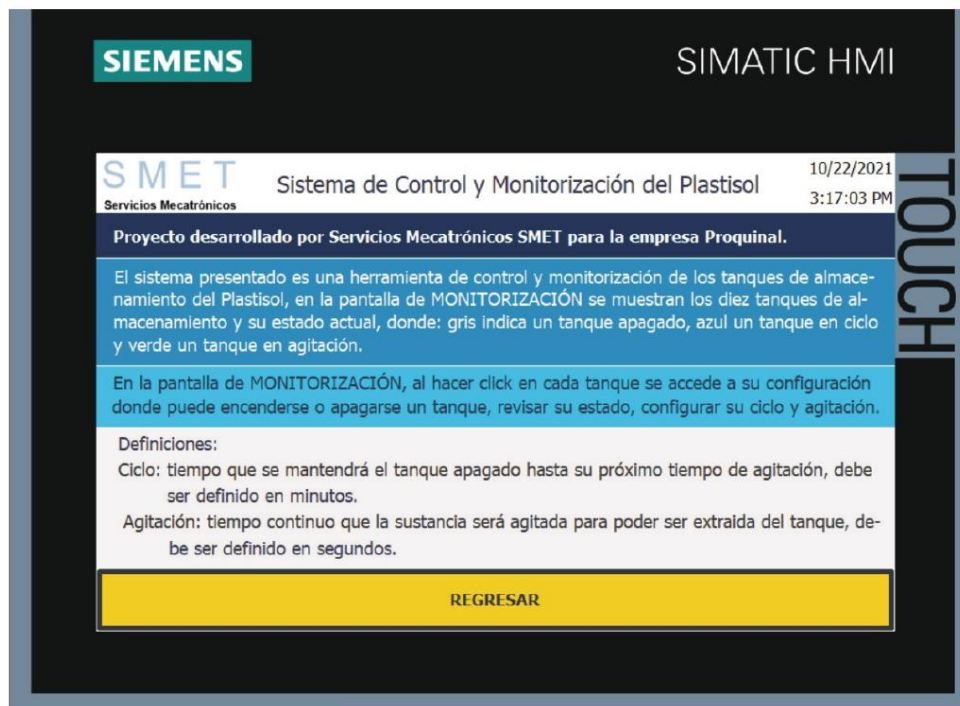 SIEMENS
SIMATIC HMI
SMET
Servicios Mecatrónicos
Sistema de Control y Monitorización del Plastisol
10/22/2021
3:17:03 PM
TOUCH
Proyecto desarrollado por Servicios Mecatrónicos SMET para la empresa Proquinal.
El sistema presentado es una herramienta de control y monitorización de los tanques de almace-
namiento del Plastisol, en la pantalla de MONITORIZACIÓN se muestran los diez tanques de al-
macenamiento y su estado actual, donde: gris indica un tanque apagado, azul un tanque en ciclo
y verde un tanque en agitación.
En la pantalla de MONITORIZACIÓN, al hacer click en cada tanque se accede a su configuración
donde puede encenderse o apagarse un tanque, revisar su estado, configurar su ciclo y agitación.
Definiciones:
Ciclo: tiempo que se mantendrá el tanque apagado hasta su próximo tiempo de agitación, debe
ser definido en minutos.
Agitación: tiempo continuo que la sustancia será agitada para poder ser extraida del tanque, de-
be ser definido en segundos.
REGRESAR